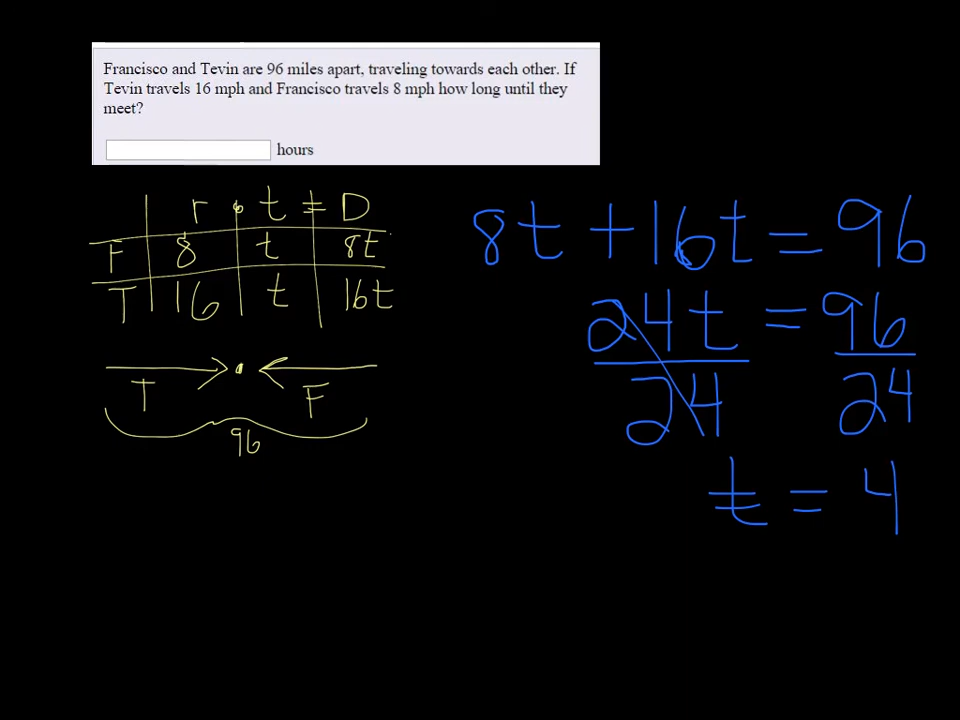 Francisco and Tevin are 96 miles apart, traveling towards each other. If
Tevin travels 16 mph and Francisco travels 8 mph how long until they
meet?
hours
r · t = D
F 8 t 8t
T 16 t 16t
T F
96
8t + 16t = 96
24t = 96
24 24
t = 4